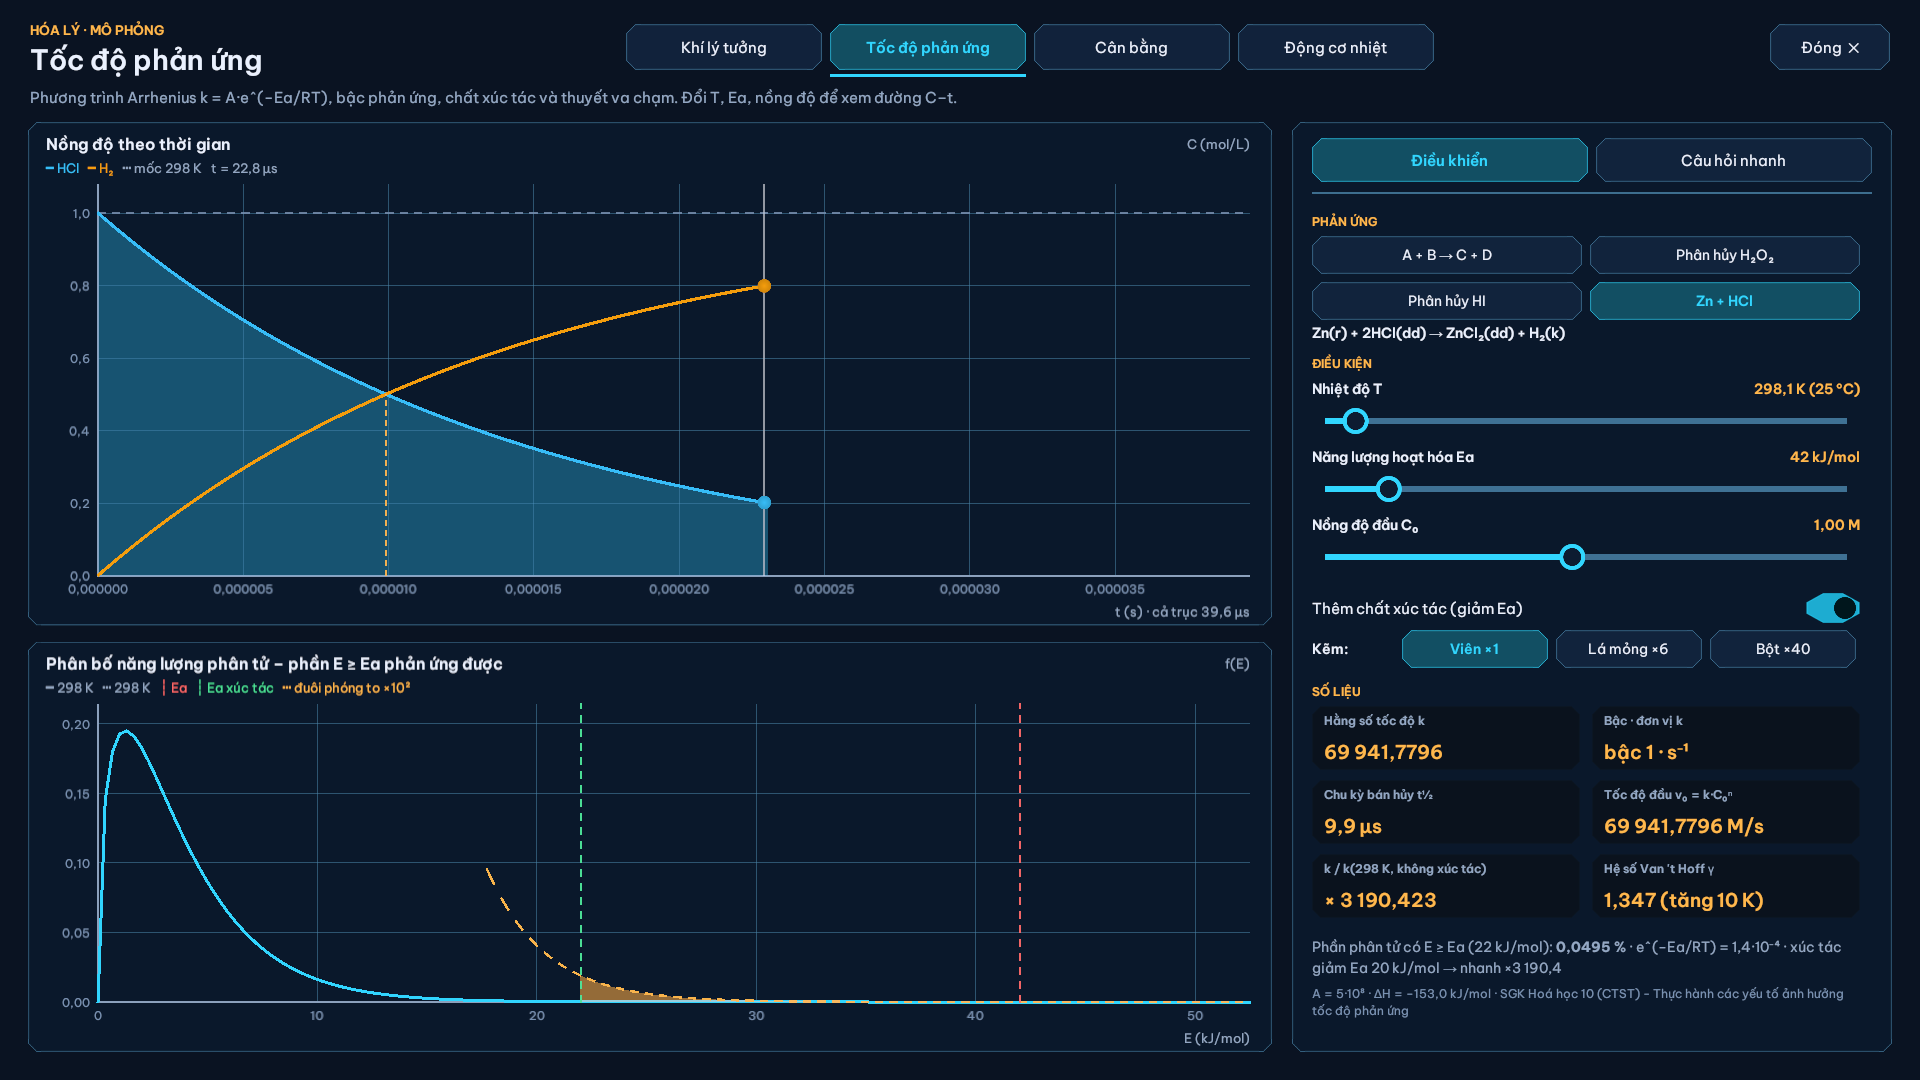 HÓA LÝ · MÔ PHỎNG
Tốc độ phản ứng
Khí lý tưởng
Tốc độ phản ứng
Cân bằng
Động cơ nhiệt
Đóng ✕
Phương trình Arrhenius k = A·e^(−Ea/RT), bậc phản ứng, chất xúc tác và thuyết va chạm. Đổi T, Ea, nồng độ để xem đường C–t.
Nồng độ theo thời gian
C (mol/L)
HCl H₂ mốc 298 K t = 22,8 µs
1,0
0,8
0,6
0,4
0,2
0,0
0,000000 0,000005 0,000010 0,000015 0,000020 0,000025 0,000030 0,000035
t (s) · cả trục 39,6 µs
Phân bố năng lượng phân tử – phần E ≥ Ea phản ứng được
f(E)
298 K 298 K Ea Ea xúc tác đuôi phóng to ×10²
0,20
0,15
0,10
0,05
0,00
0 10 20 30 40 50
E (kJ/mol)
Điều khiển
Câu hỏi nhanh
PHẢN ỨNG
A + B → C + D
Phân hủy H₂O₂
Phân hủy HI
Zn + HCl
Zn(r) + 2HCl(dd) → ZnCl₂(dd) + H₂(k)
ĐIỀU KIỆN
Nhiệt độ T 298,1 K (25 °C)
Năng lượng hoạt hóa Ea 42 kJ/mol
Nồng độ đầu C₀ 1,00 M
Thêm chất xúc tác (giảm Ea)
Kẽm: Viên ×1 Lá mỏng ×6 Bột ×40
SỐ LIỆU
Hằng số tốc độ k
69 941,7796
Bậc · đơn vị k
bậc 1 · s⁻¹
Chu kỳ bán hủy t½
9,9 µs
Tốc độ đầu v₀ = k·C₀ⁿ
69 941,7796 M/s
k / k(298 K, không xúc tác)
× 3 190,423
Hệ số Van 't Hoff γ
1,347 (tăng 10 K)
Phần phân tử có E ≥ Ea (22 kJ/mol): 0,0495 % · e^(−Ea/RT) = 1,4·10⁻⁴ · xúc tác
giảm Ea 20 kJ/mol → nhanh ×3 190,4
A = 5·10⁸ · ΔH = −153,0 kJ/mol · SGK Hoá học 10 (CTST) – Thực hành các yếu tố ảnh hưởng
tốc độ phản ứng